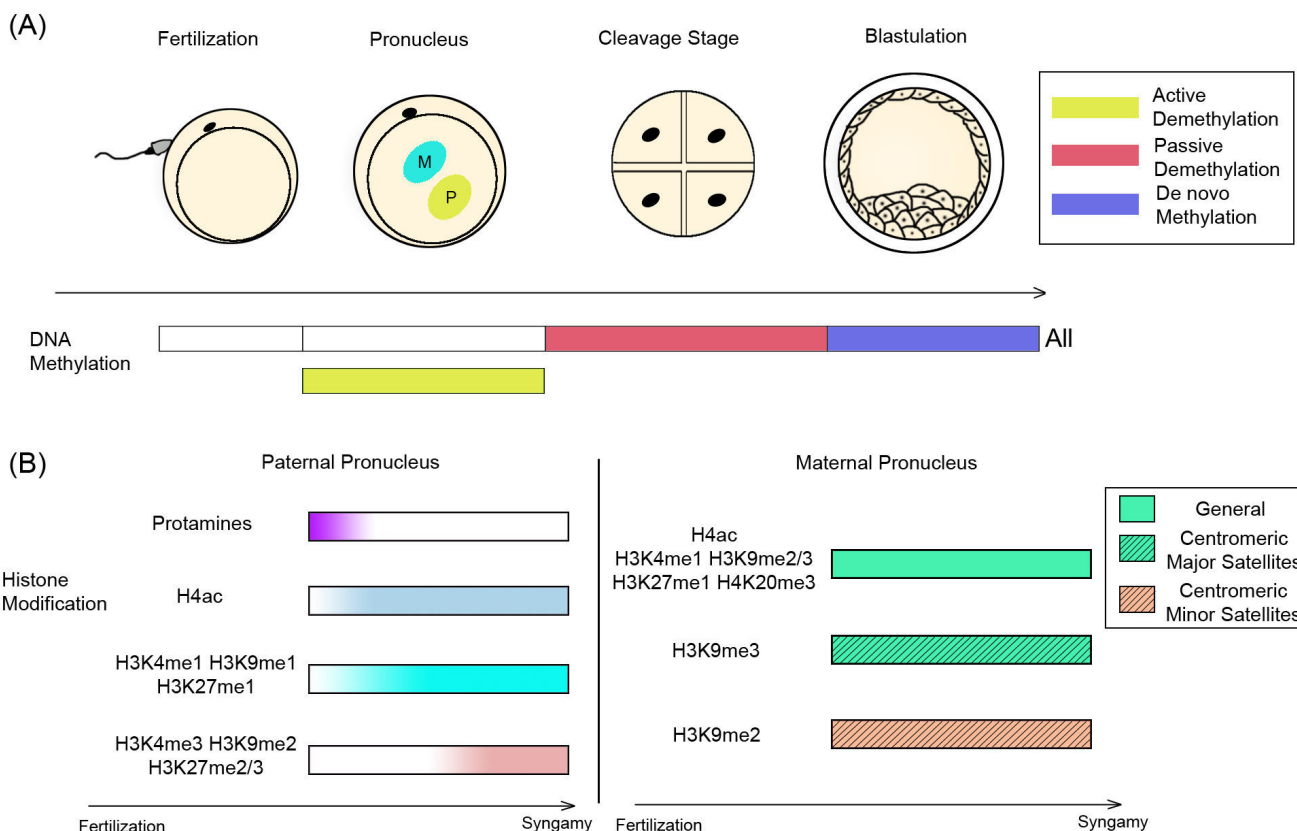 (A)
Fertilization
Pronucleus
Cleavage Stage
Blastulation
M
P
Active
Demethylation
Passive
Demethylation
De novo
Methylation
DNA
Methylation
All
(B)
Paternal Pronucleus
Maternal Pronucleus
Histone
Modification
Protamines
H4ac
H3K4me1 H3K9me1
H3K27me1
H3K4me3 H3K9me2
H3K27me2/3
Fertilization
Syngamy
H4ac
H3K4me1 H3K9me2/3
H3K27me1 H4K20me3
H3K9me3
H3K9me2
Fertilization
Syngamy
General
Centromeric
Major Satellites
Centromeric
Minor Satellites